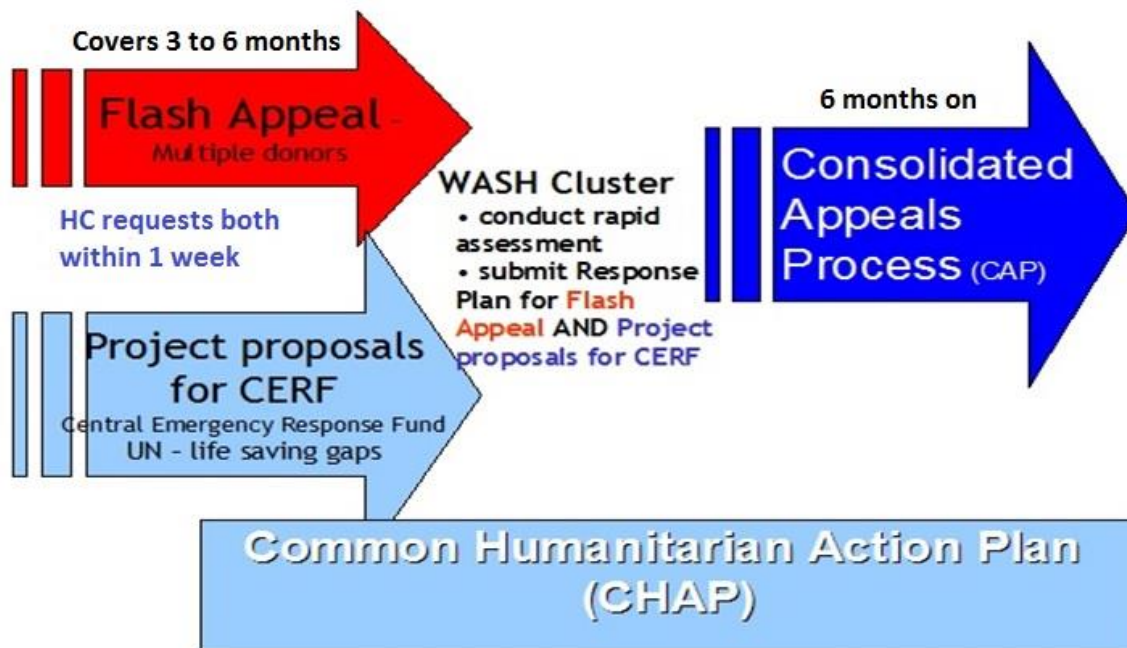 Covers 3 to 6 months
Flash Appeal -
Multiple donors
HC requests both
within 1 week
Project proposals
for CERF
Central Emergency Response Fund
UN - life saving gaps
WASH Cluster
• conduct rapid
assessment
• submit Response
Plan for Flash
Appeal AND Project
proposals for CERF
6 months on
Consolidated
Appeals
Process (CAP)
Common Humanitarian Action Plan
(CHAP)